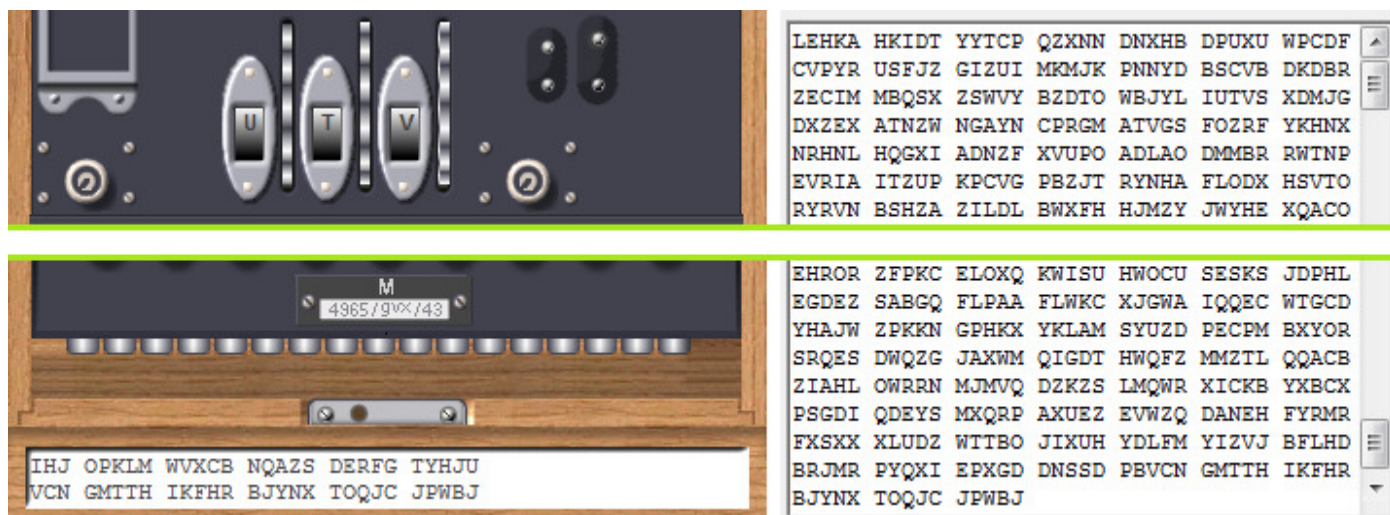 U T V
LEHKA HKIDT YYTCP QZXNN DNXHB DPUXU WPCDF
CVPYR USFJZ GIZUI MKMJK PNNYD BSCVB DKDBR
ZECIM MBQSX ZSWVY BZDTO WBJYL IUTVS XDMJG
DXZEX ATNZW NGAYN CPRGM ATVGS FOZRF YKHNX
NRHNL HQGXI ADNZF XVUPO ADLAO DMMBR RWTNP
EVRIA ITZUP KPCVG PBZJT RYNHA FLODX HSVTO
RYRVN BSHZA ZILDL BWXFH HJMZY JWYHE XQACO
M
4965/9VX/43
IHJ OPKLM WVXCB NQAZS DERFG TYHJU
VCN GMTTH IKFHR BJYNX TOQJC JPWBJ
EHROR ZFPKC ELOXQ KWISU HWOCU SESKS JDPHL
EGDEZ SABGQ FLPAA FLWKC XJGWA IQQEC WTGCD
YHAJW ZPKKN GPHKX YKLAM SYUZD PECPM BXYOR
SRQES DWQZG JAXWM QIGDT HWQFZ MMZTL QQACB
ZIAHL OWRRN MJMVQ DZKZS LMQWR XICKB YXBCX
PSGDI QDEYS MXQRP AXUEZ EVWZQ DANEH FYRMR
FXSXX XLUDZ WTTBO JIXUH YDLFM YIZVJ BFLHD
BRJMR PYQXI EPXGD DNSSD PBVCN GMTTH IKFHR
BJYNX TOQJC JPWBJ